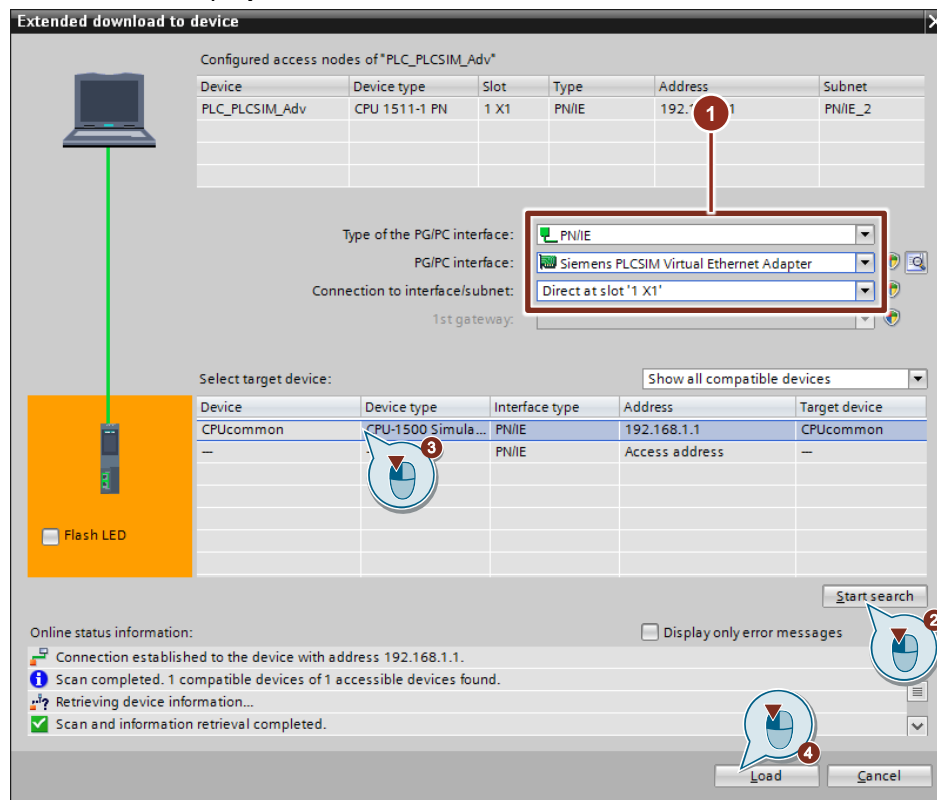 Extended download to device
Configured access nodes of "PLC_PLCSIM_Adv"
Device Device type Slot Type Address Subnet
PLC_PLCSIM_Adv CPU 1511-1 PN 1 X1 PN/IE 192. 1 PN/IE_2
1
Type of the PG/PC interface: PN/IE
PG/PC interface: Siemens PLCSIM Virtual Ethernet Adapter
Connection to interface/subnet: Direct at slot '1 X1'
1st gateway:
Select target device: Show all compatible devices
Device Device type Interface type Address Target device
CPUcommon CPU-1500 Simula... PN/IE 192.168.1.1 CPUcommon
— PN/IE Access address —
3
Flash LED
Start search
2
Online status information: Display only error messages
Connection established to the device with address 192.168.1.1.
Scan completed. 1 compatible devices of 1 accessible devices found.
Retrieving device information...
Scan and information retrieval completed.
4
Load Cancel